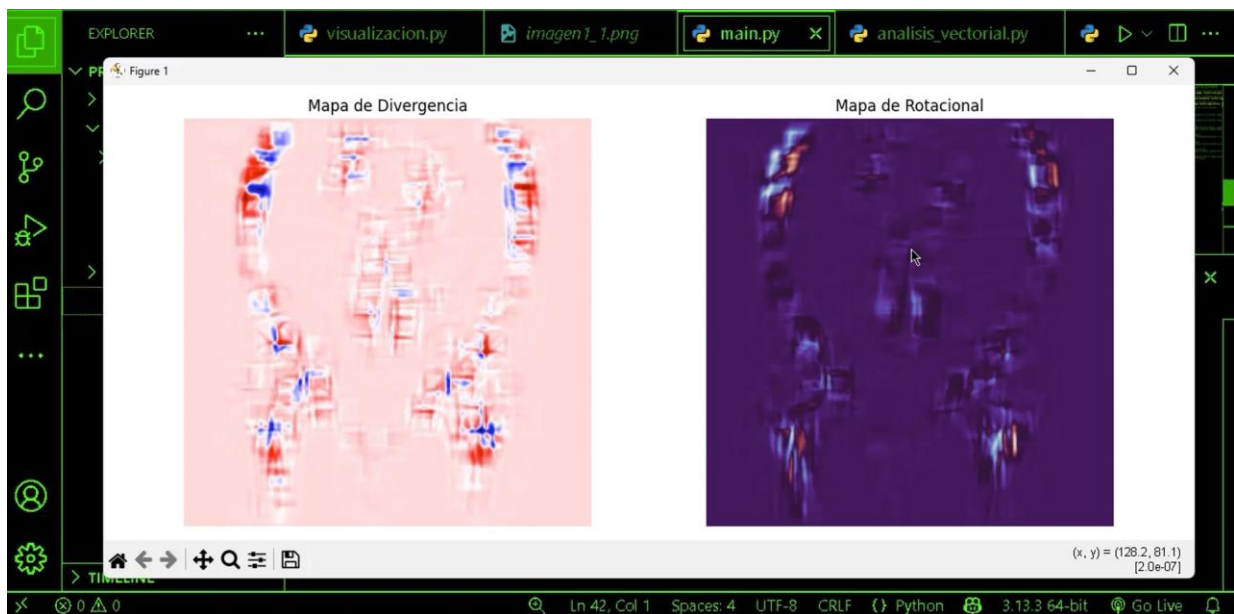 EXPLORER ... visualizacion.py imagen1_1.png main.py analisis_vectorial.py
Figure 1
Mapa de Divergencia Mapa de Rotacional
(x, y) = (128.2, 81.1)
[2.0e-07]
0 0 Ln 42, Col 1 Spaces: 4 UTF-8 CRLF {} Python 3.13.3 64-bit Go Live